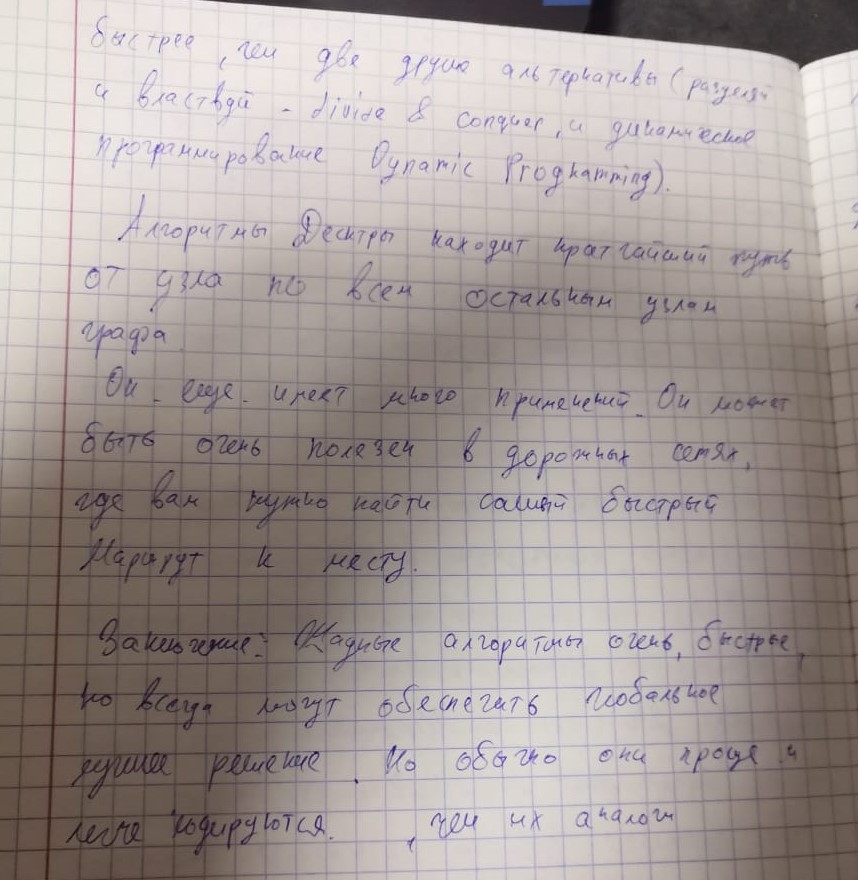 быстрее, чем две другие альтернативы (разделяй
и властвуй - divide & conquer, и динамическое
программирование Dynamic Programming).
Алгоритмы Дейктры находит кратчайший путь
от узла по всем остальным узлам
графа.
Он еще имеет много применений. Он может
быть очень полезен в дорожных сетях,
где вам нужно найти самый быстрый
Маршрут к месту.
Заключение: Жадные алгоритмы очень быстрые,
но всегда могут обеспечить глобальное
лучшее решение. Но обычно они проще и
легче кодируются. , чем их аналоги